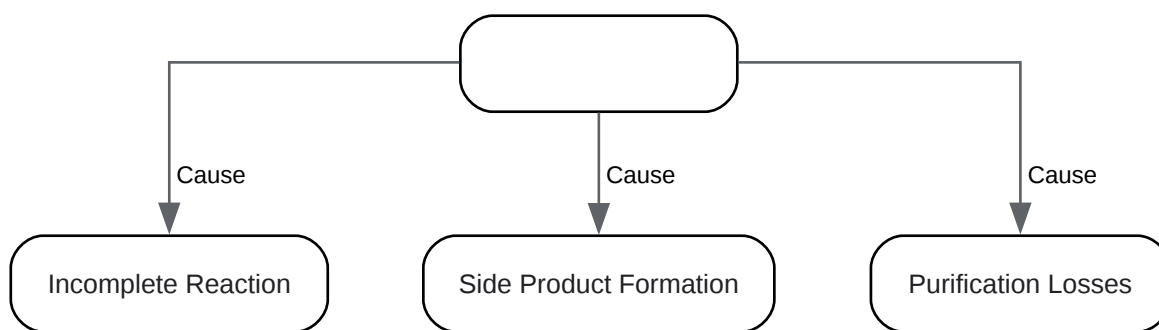 Cause
Cause
Cause
Incomplete Reaction
Side Product Formation
Purification Losses